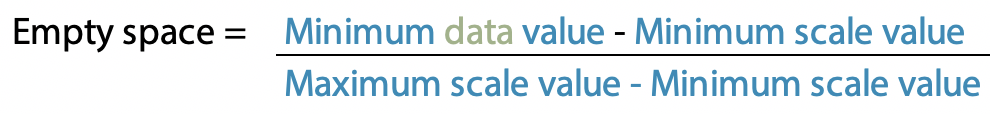 Empty space = Minimum data value - Minimum scale value
Maximum scale value - Minimum scale value